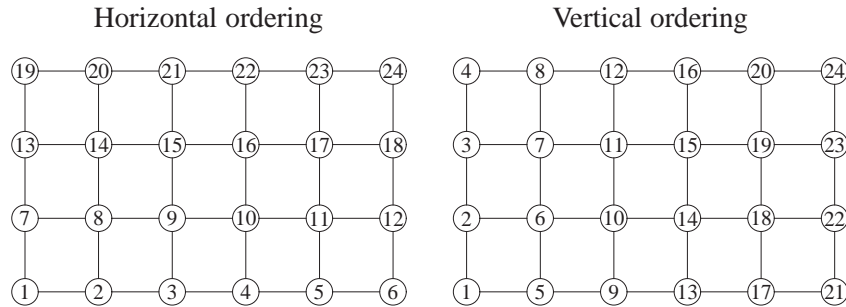 Horizontal ordering Vertical ordering
19 20 21 22 23 24 4 8 12 16 20 24
13 14 15 16 17 18 3 7 11 15 19 23
7 8 9 10 11 12 2 6 10 14 18 22
1 2 3 4 5 6 1 5 9 13 17 21